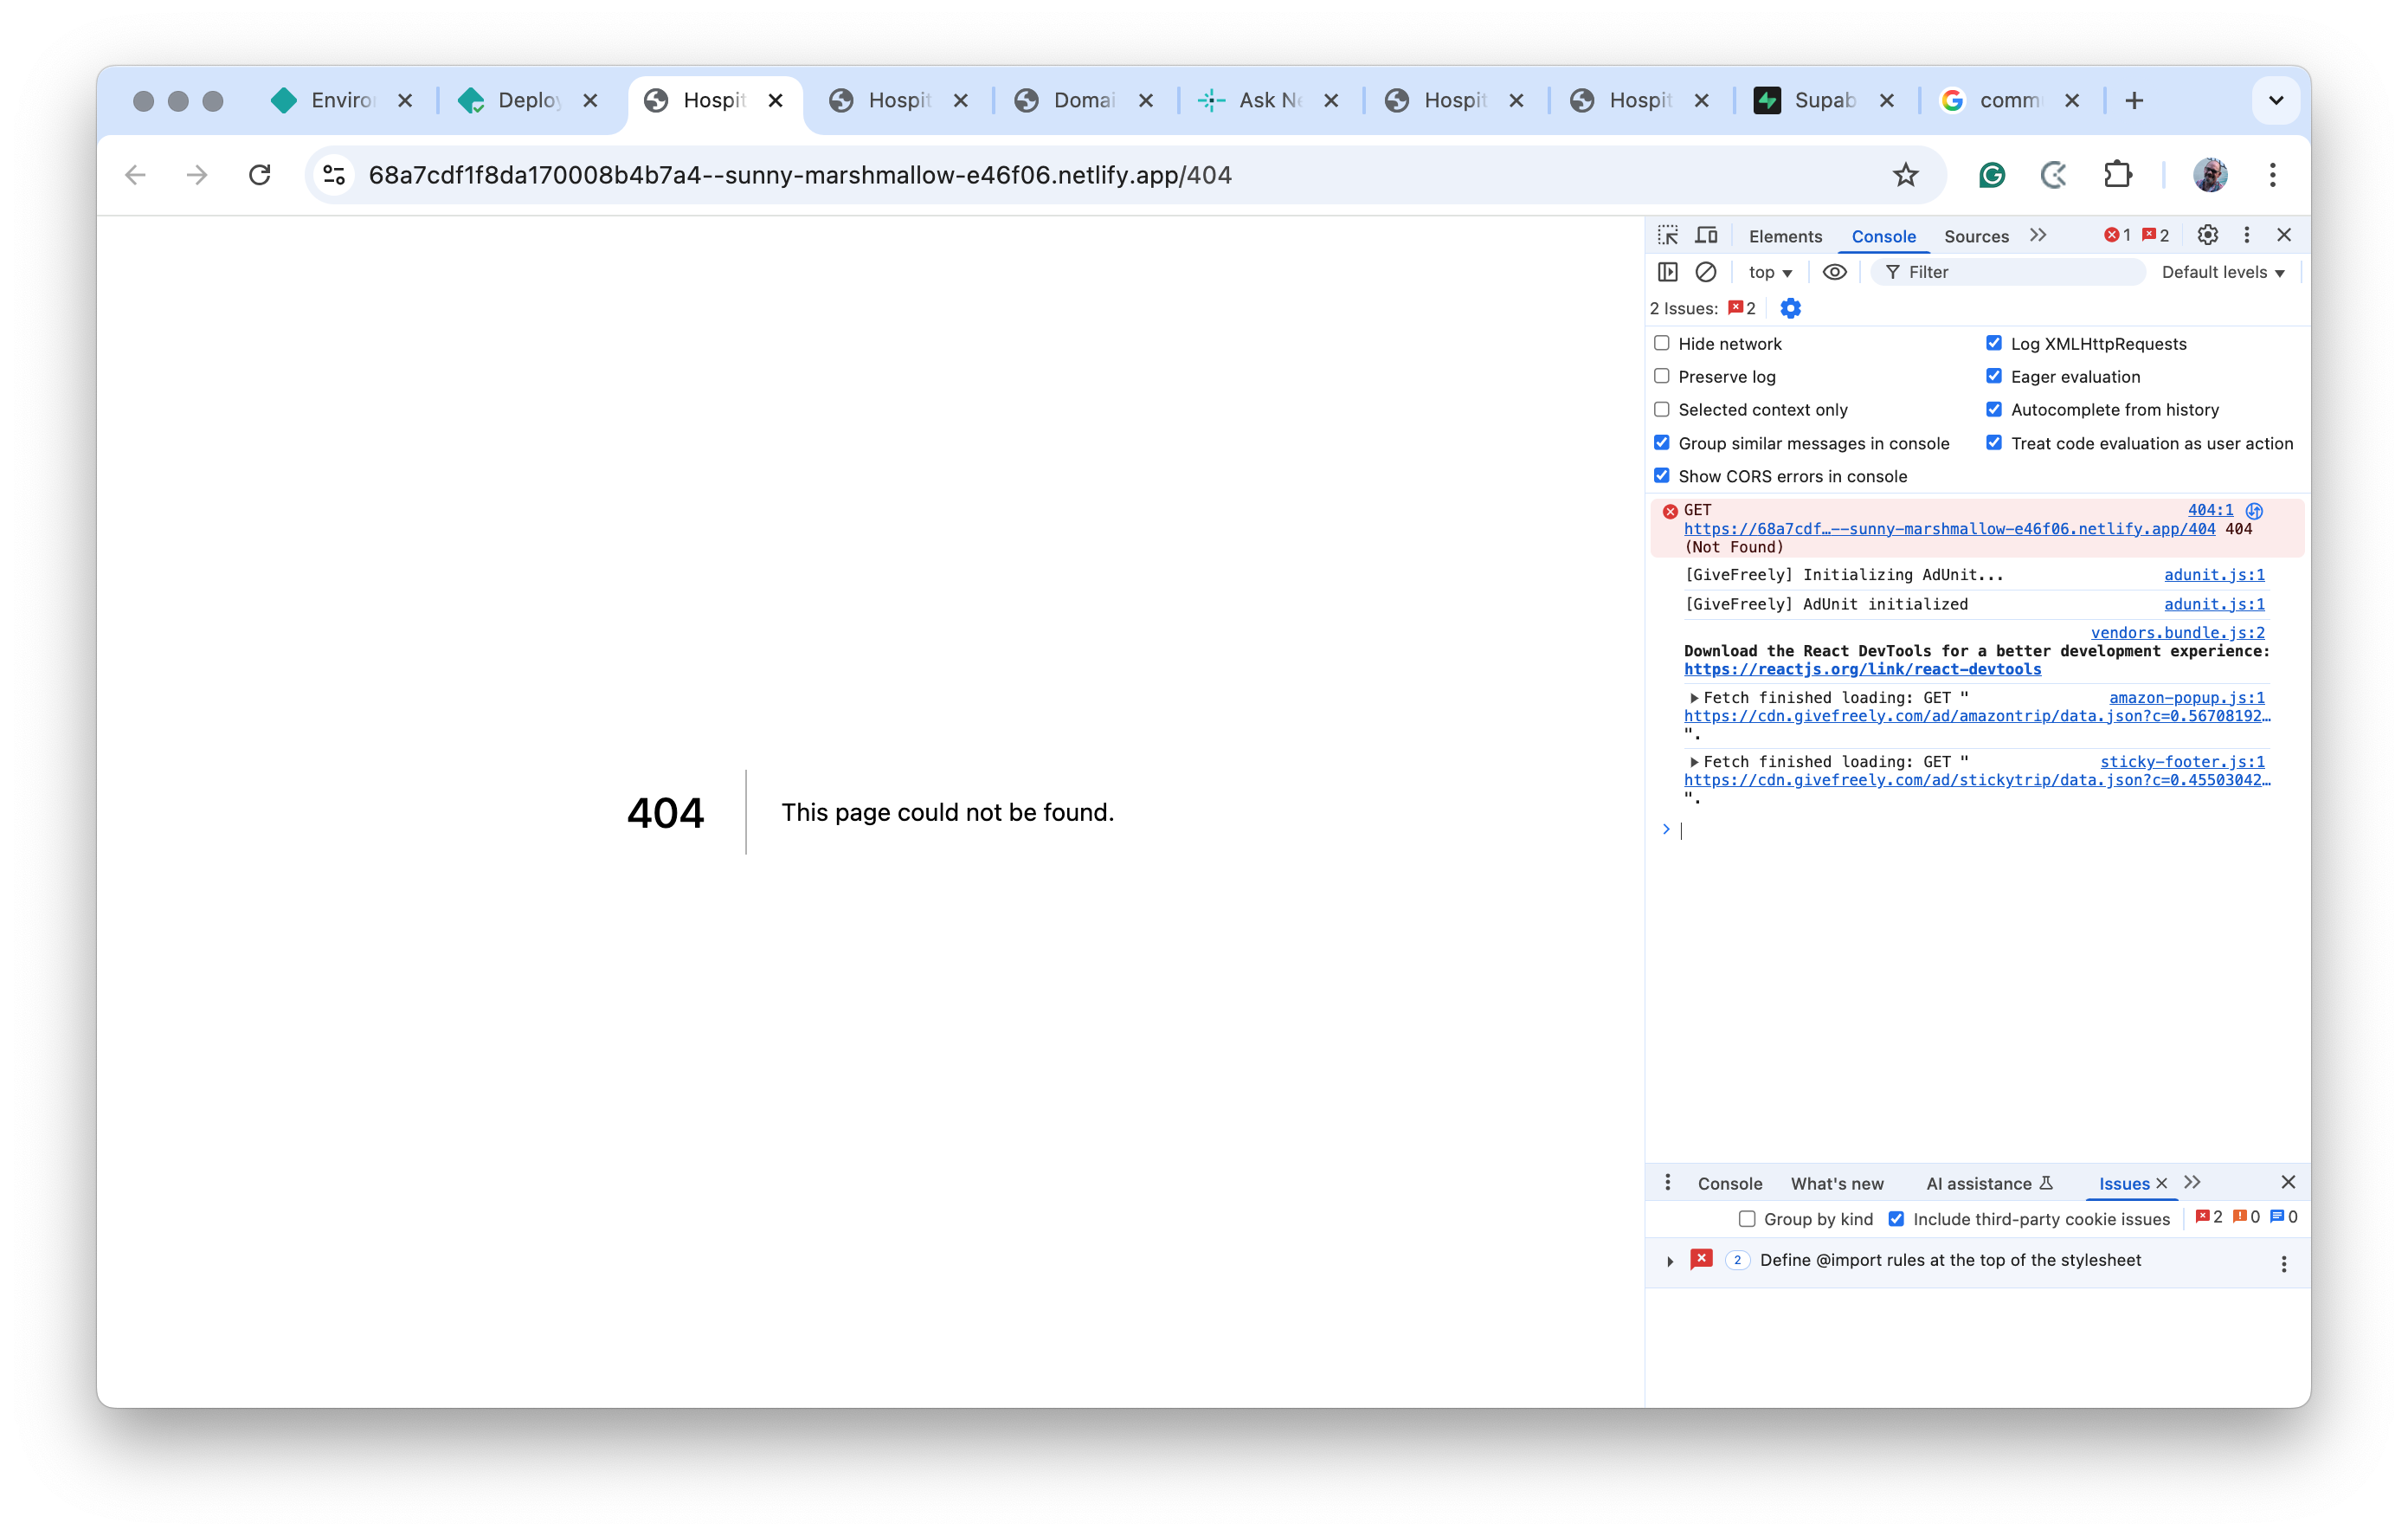 Enviro
Deploy
Hospit
Hospit
Domai
Ask Ne
Hospit
Hospit
Supab
comm
68a7cdf1f8da170008b4b7a4--sunny-marshmallow-e46f06.netlify.app/404
404
This page could not be found.
Elements Console Sources 1 2
top Filter Default levels
2 Issues: 2
Hide network Log XMLHttpRequests
Preserve log Eager evaluation
Selected context only Autocomplete from history
Group similar messages in console Treat code evaluation as user action
Show CORS errors in console
GET 404:1
https://68a7cdf…--sunny-marshmallow-e46f06.netlify.app/404 404
(Not Found)
[GiveFreely] Initializing AdUnit... adunit.js:1
[GiveFreely] AdUnit initialized adunit.js:1
vendors.bundle.js:2
Download the React DevTools for a better development experience:
https://reactjs.org/link/react-devtools
Fetch finished loading: GET " amazon-popup.js:1
https://cdn.givefreely.com/ad/amazontrip/data.json?c=0.56708192…
".
Fetch finished loading: GET " sticky-footer.js:1
https://cdn.givefreely.com/ad/stickytrip/data.json?c=0.45503042…
".
Console What's new AI assistance Issues
Group by kind Include third-party cookie issues 2 0 0
2 Define @import rules at the top of the stylesheet